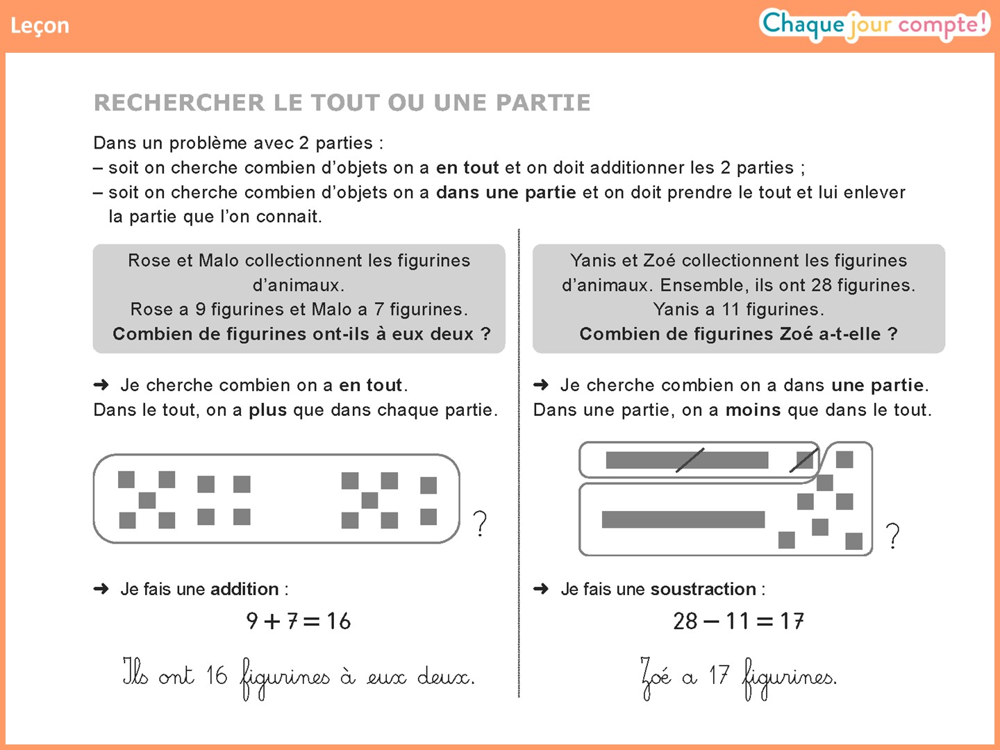 Leçon
Chaque jour compte!
RECHERCHER LE TOUT OU UNE PARTIE
Dans un problème avec 2 parties :
– soit on cherche combien d’objets on a en tout et on doit additionner les 2 parties ;
– soit on cherche combien d’objets on a dans une partie et on doit prendre le tout et lui enlever
la partie que l’on connait.
Rose et Malo collectionnent les figurines
d’animaux.
Rose a 9 figurines et Malo a 7 figurines.
Combien de figurines ont-ils à eux deux ?
➜ Je cherche combien on a en tout.
Dans le tout, on a plus que dans chaque partie.
?
➜ Je fais une addition :
9 + 7 = 16
Ils ont 16 figurines à eux deux.
Yanis et Zoé collectionnent les figurines
d’animaux. Ensemble, ils ont 28 figurines.
Yanis a 11 figurines.
Combien de figurines Zoé a-t-elle ?
➜ Je cherche combien on a dans une partie.
Dans une partie, on a moins que dans le tout.
?
➜ Je fais une soustraction :
28 – 11 = 17
Zoé a 17 figurines.